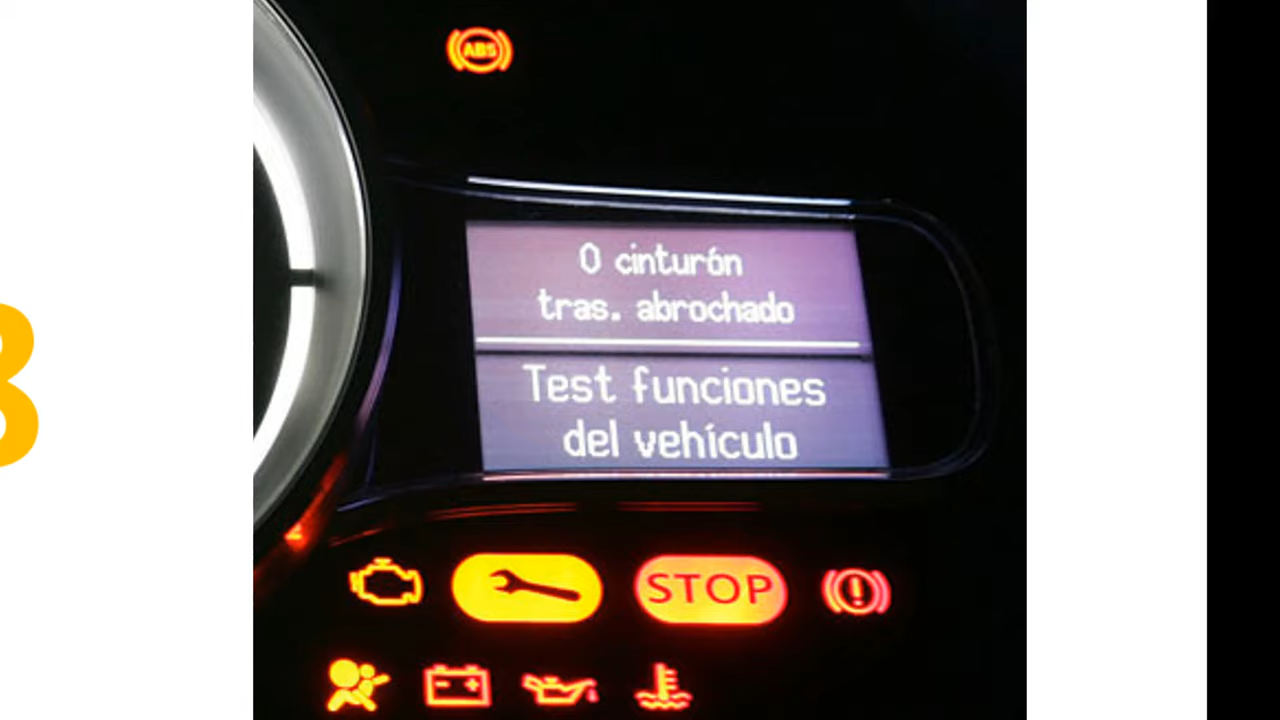 ABS
0 cinturón
tras. abrochado
Test funciones
del vehículo
STOP